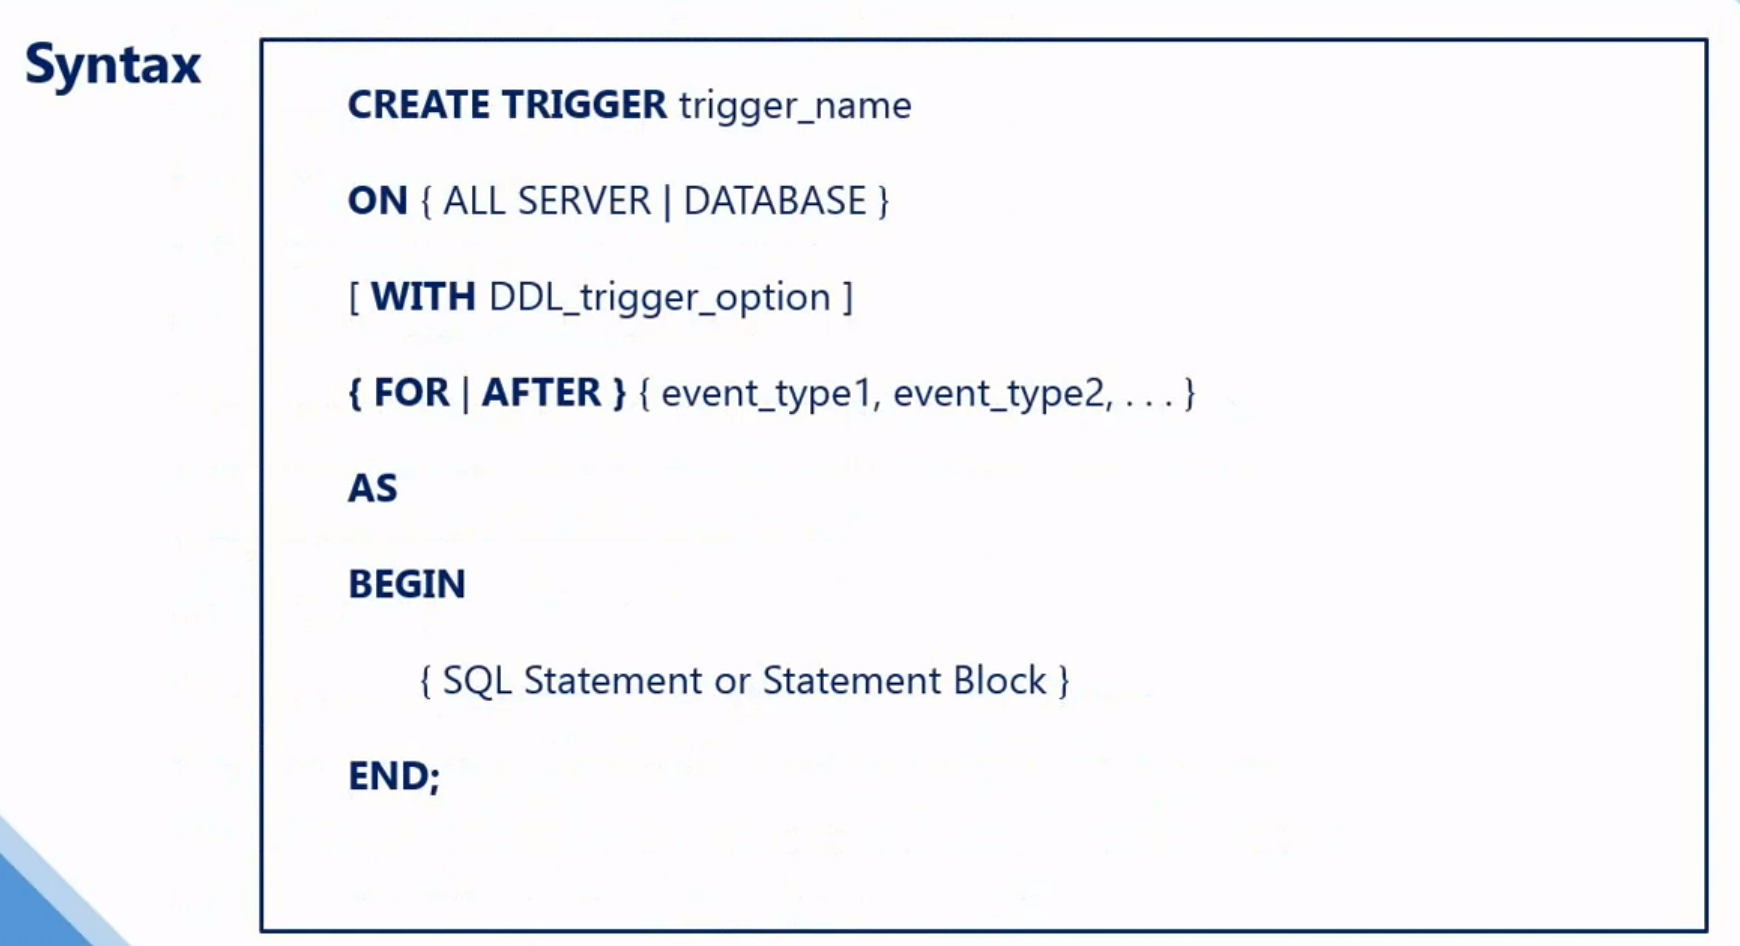 Syntax
CREATE TRIGGER trigger_name
ON { ALL SERVER | DATABASE }
[ WITH DDL_trigger_option ]
{ FOR | AFTER } { event_type1, event_type2, . . . }
AS
BEGIN
{ SQL Statement or Statement Block }
END;